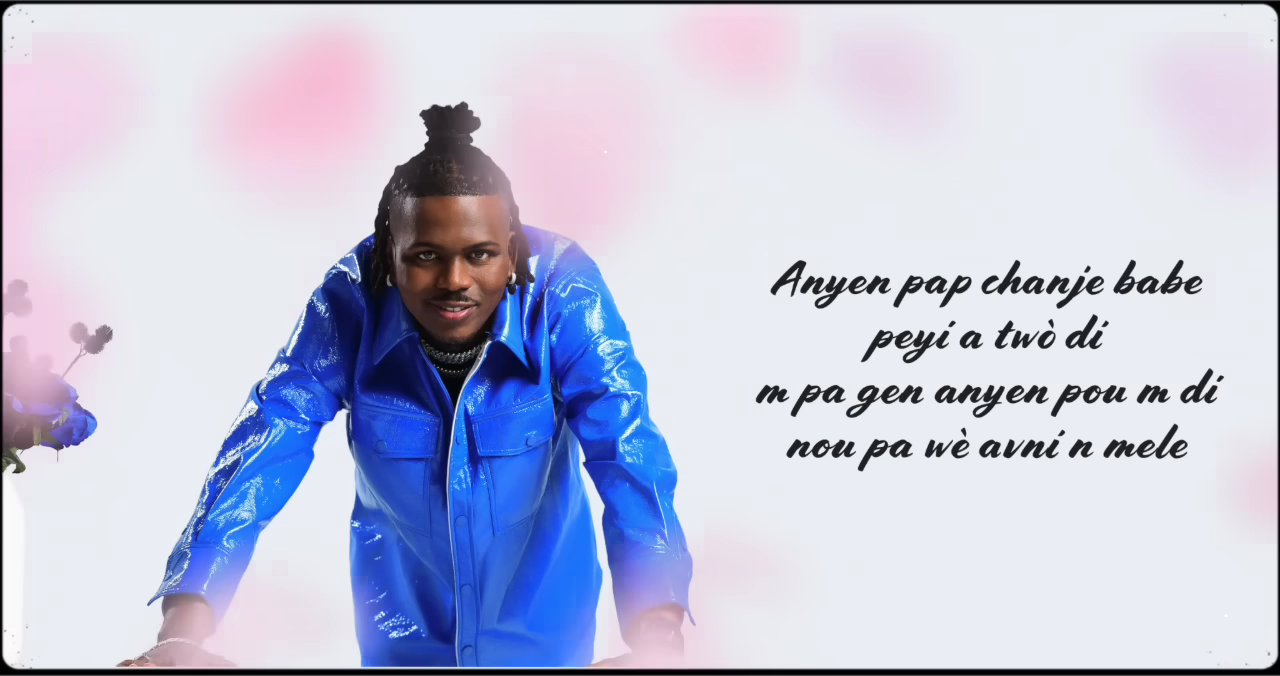 Anyen pap chanje babe
peyi a twò di
m pa gen anyen pou m di
nou pa wè avni n mele